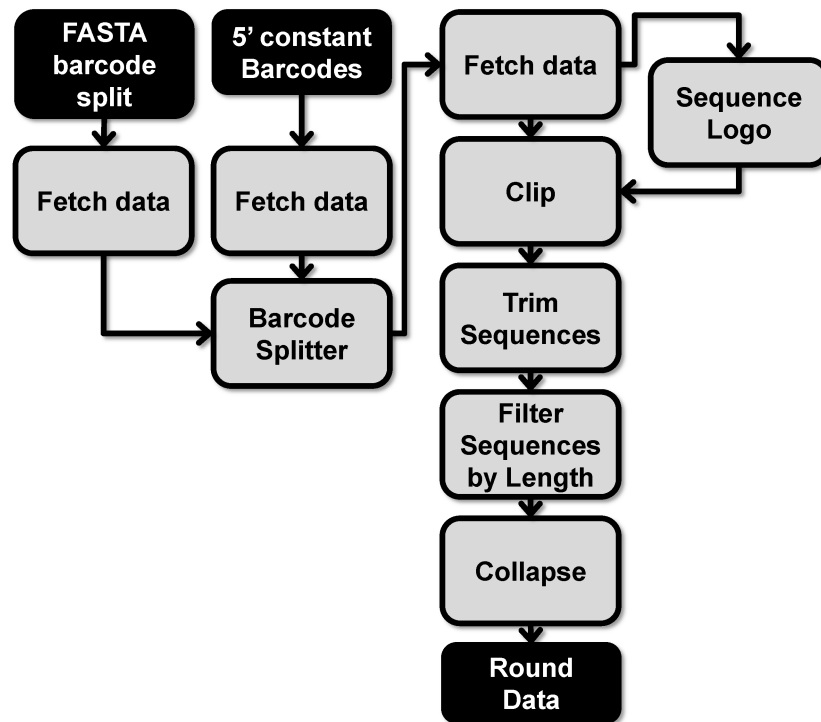 FASTA
barcode
split
5’ constant
Barcodes
Fetch data
Fetch data
Barcode
Splitter
Fetch data
Sequence
Logo
Clip
Trim
Sequences
Filter
Sequences
by Length
Collapse
Round
Data